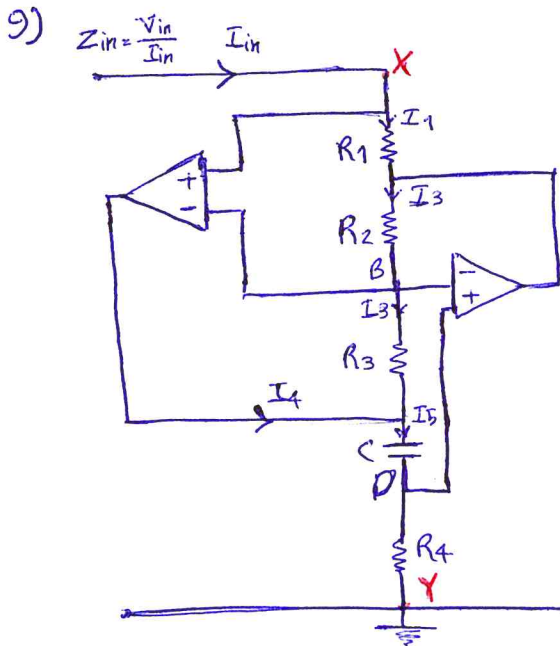 9) Zin = Vin/Iin Iin
X
I1
R1
+
I3
-
R2
B
-
+
I3
R3
I4
I5
C
D
R4
Y